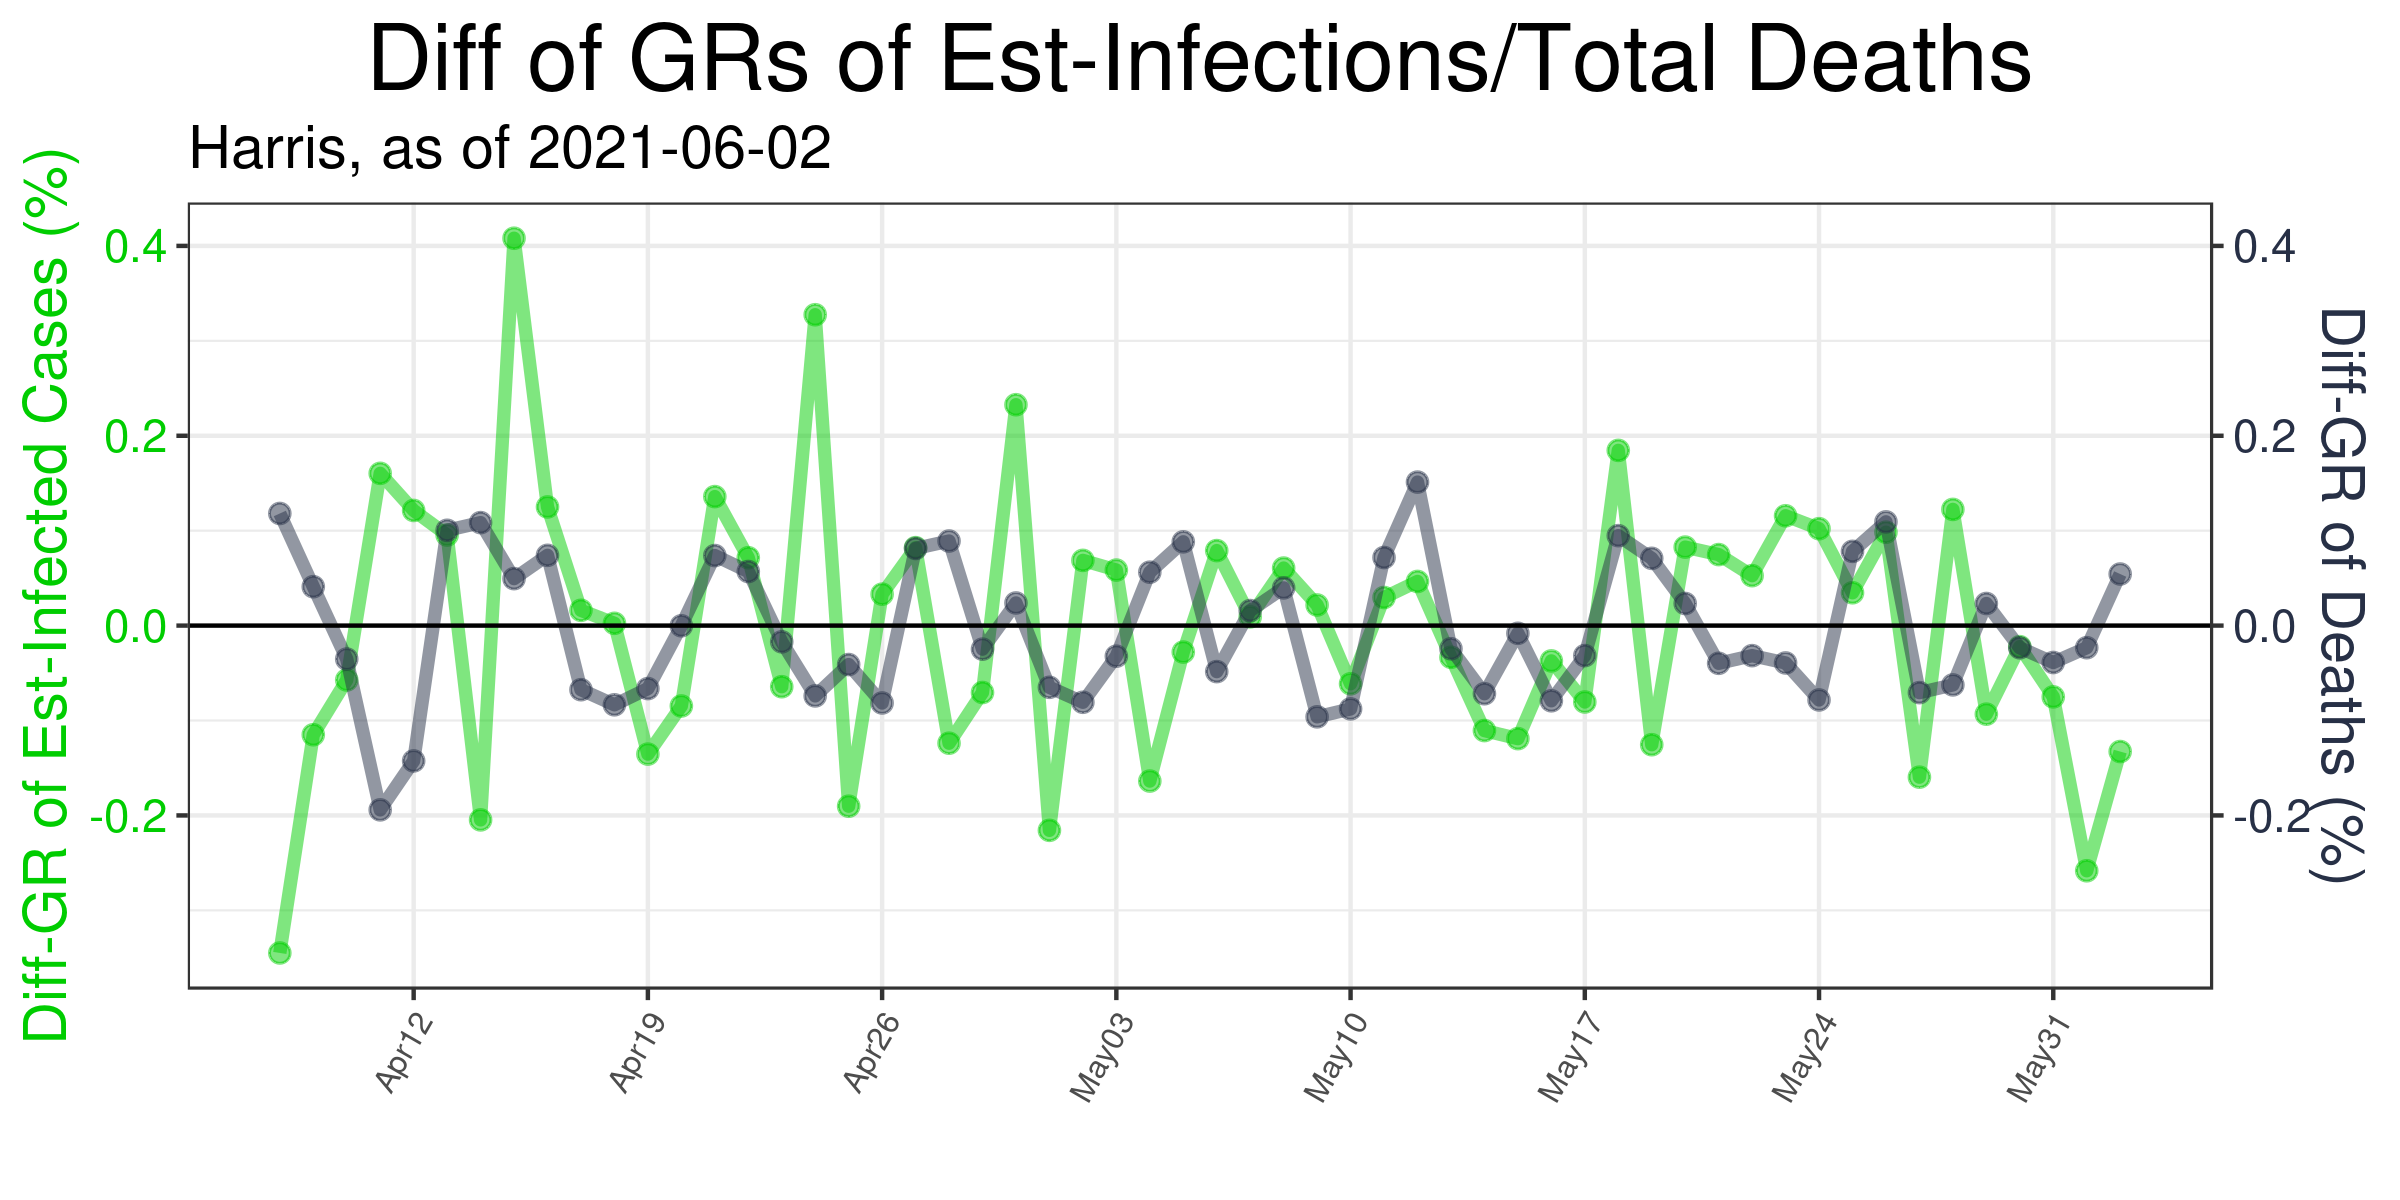 Diff of GRs of Est-Infections/Total Deaths
Harris, as of 2021-06-02
Diff-GR of Est-Infected Cases (%)
0.4
0.2
0.0
-0.2
0.4
0.2
0.0
-0.2
Diff-GR of Deaths (%)
Apr12
Apr19
Apr26
May03
May10
May17
May24
May31